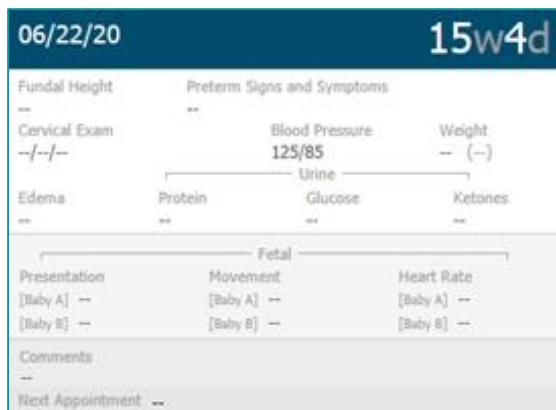 06/22/20 15w4d
Fundal Height Preterm Signs and Symptoms
-- --
Cervical Exam Blood Pressure Weight
--/--/-- 125/85 -- (--)
Urine
Edema Protein Glucose Ketones
-- -- -- --
Fetal
Presentation Movement Heart Rate
[Baby A] -- [Baby A] -- [Baby A] --
[Baby B] -- [Baby B] -- [Baby B] --
Comments
--
Next Appointment --